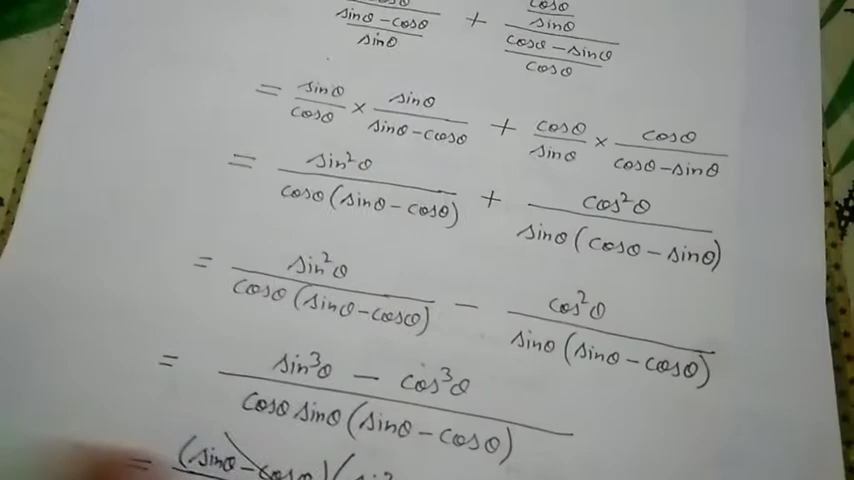 sinθ - cosθ / sinθ + cosθ / sinθ / cosθ - sinθ / cosθ
= sinθ / cosθ × sinθ / sinθ - cosθ + cosθ / sinθ × cosθ / cosθ - sinθ
= sin²θ / cosθ (sinθ - cosθ) + cos²θ / sinθ (cosθ - sinθ)
= sin²θ / cosθ (sinθ - cosθ) - cos²θ / sinθ (sinθ - cosθ)
= sin³θ - cos³θ / cosθ sinθ (sinθ - cosθ)
= (sinθ - cosθ) (